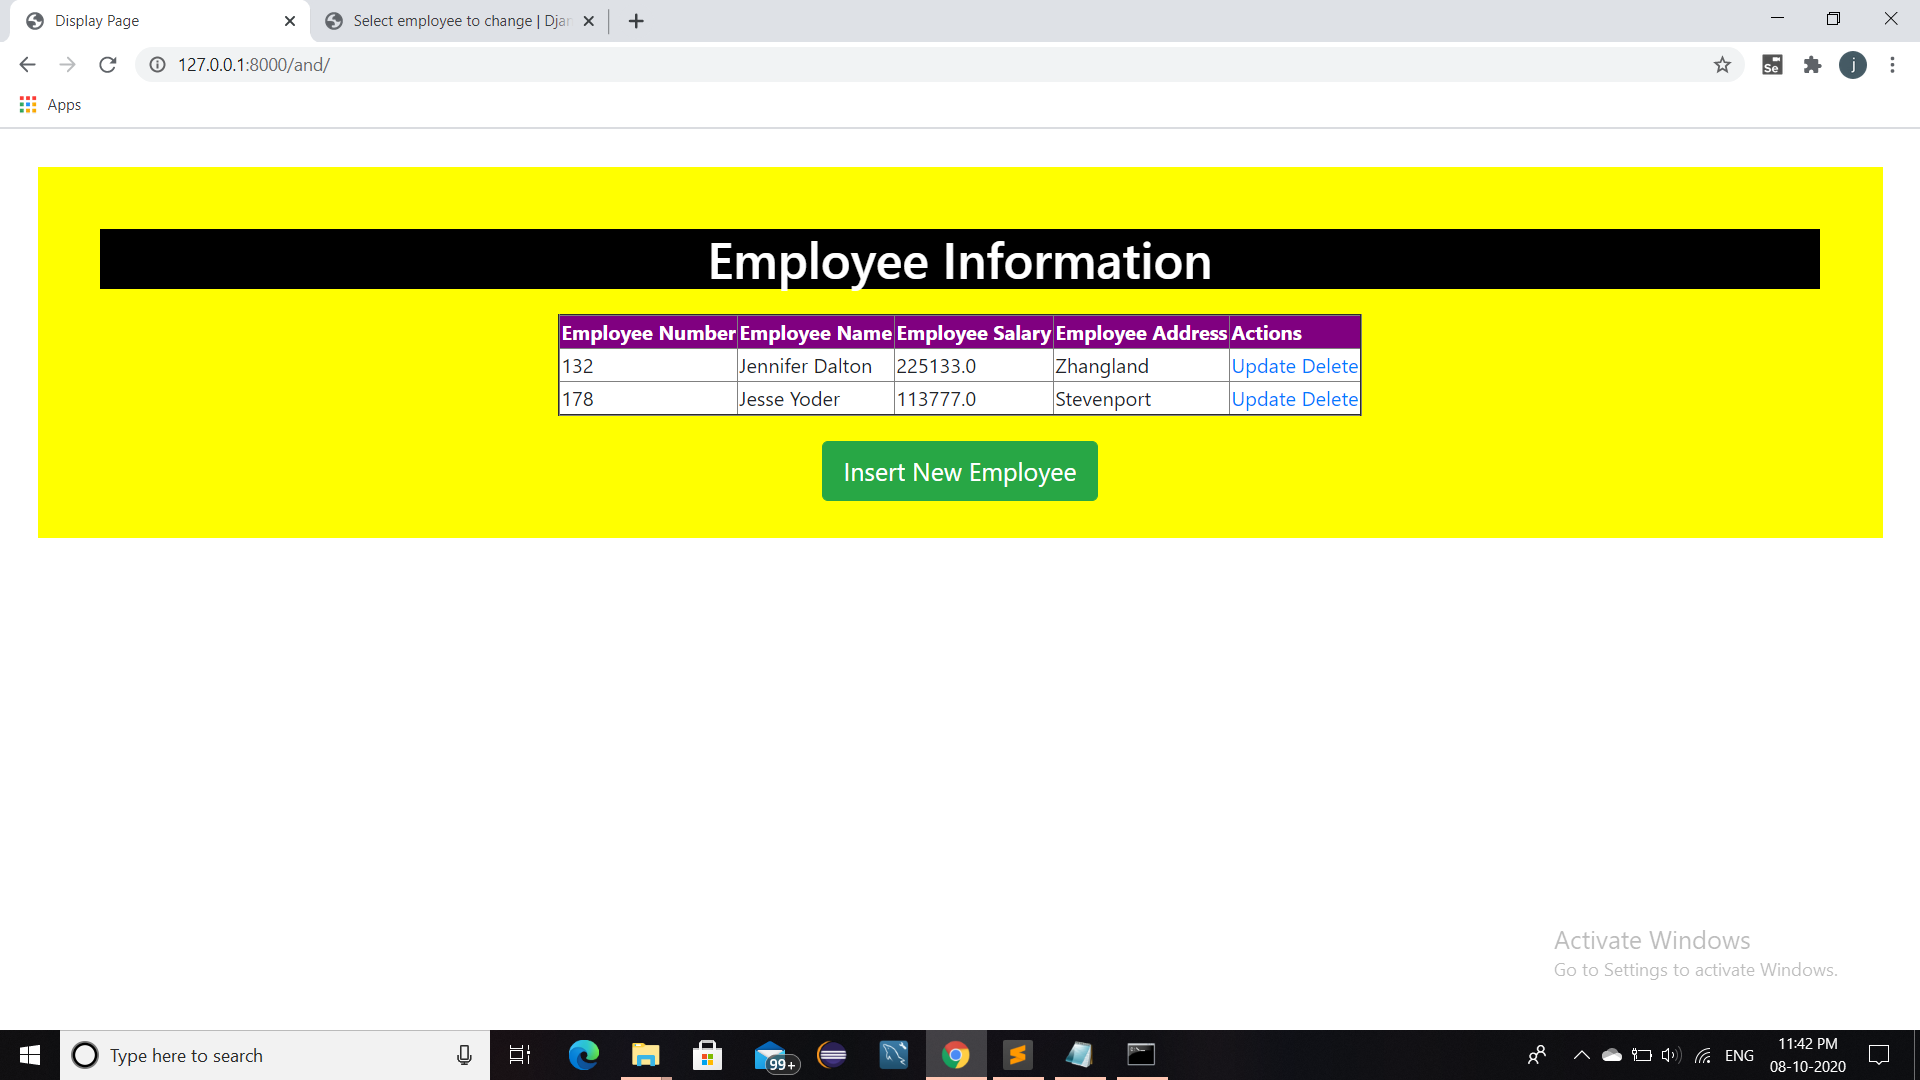 Display Page
Select employee to change | Djan
127.0.0.1:8000/and/
Se
j
Apps
Employee Information
Employee Number Employee Name Employee Salary Employee Address Actions
132 Jennifer Dalton 225133.0 Zhangland Update Delete
178 Jesse Yoder 113777.0 Stevenport Update Delete
Insert New Employee
Activate Windows
Go to Settings to activate Windows.
Type here to search
99+
ENG
11:42 PM
08-10-2020